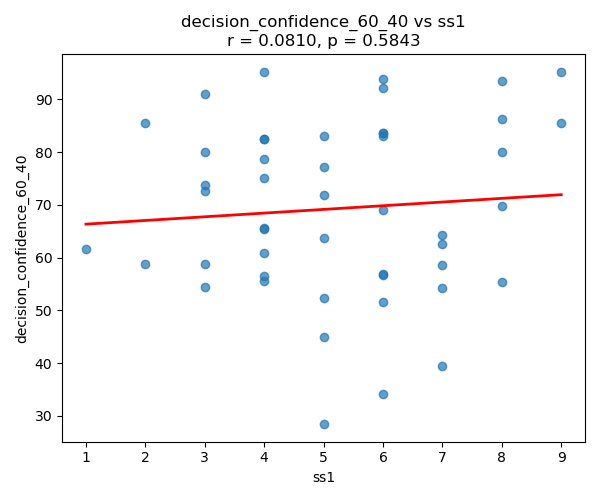 decision_confidence_60_40 vs ss1
r = 0.0810, p = 0.5843
decision_confidence_60_40
90
80
70
60
50
40
30
1 2 3 4 5 6 7 8 9
ss1